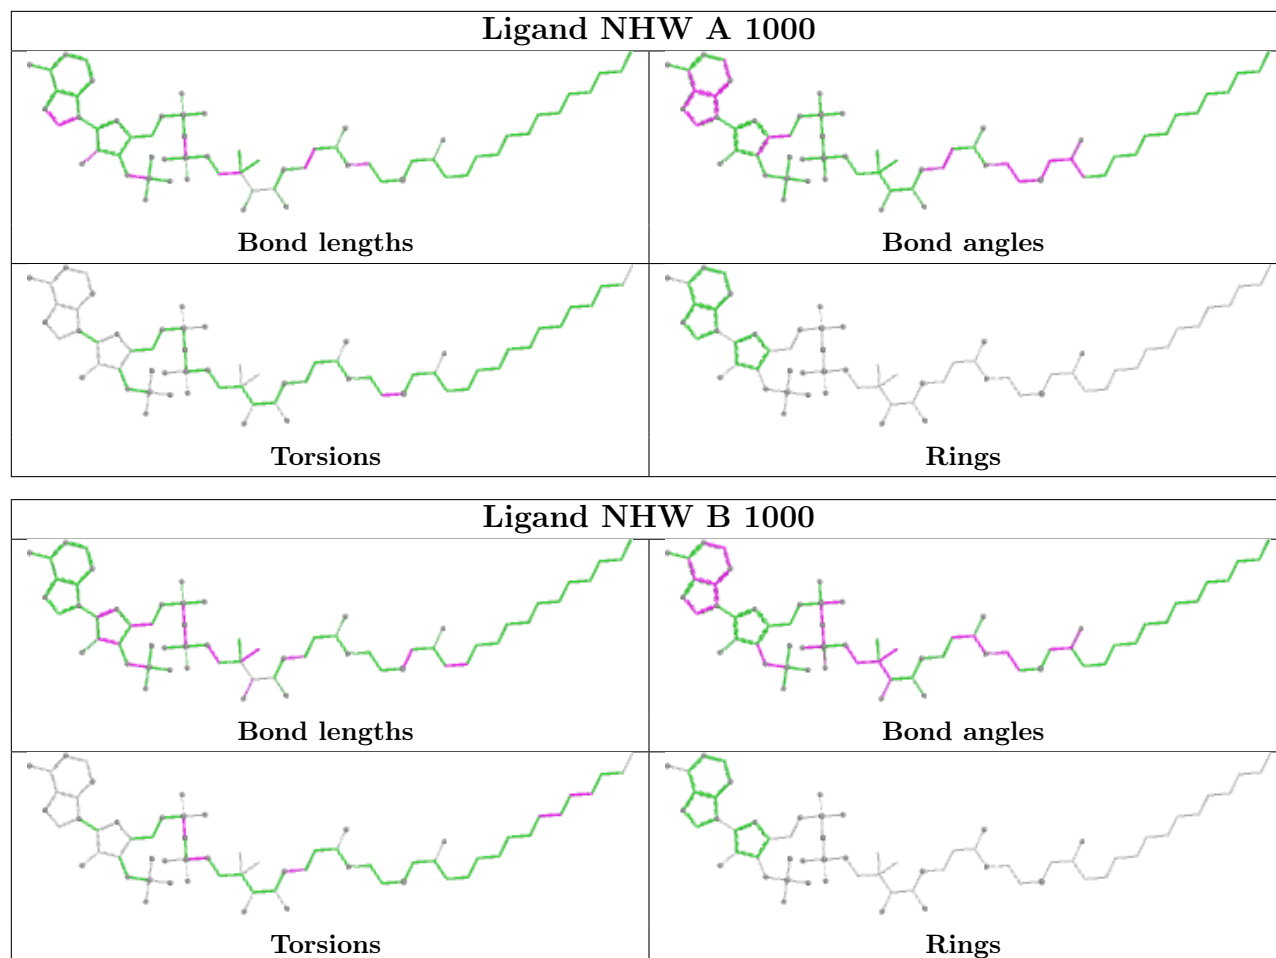 Ligand NHW A 1000
Bond lengths
Bond angles
Torsions
Rings
Ligand NHW B 1000
Bond lengths
Bond angles
Torsions
Rings